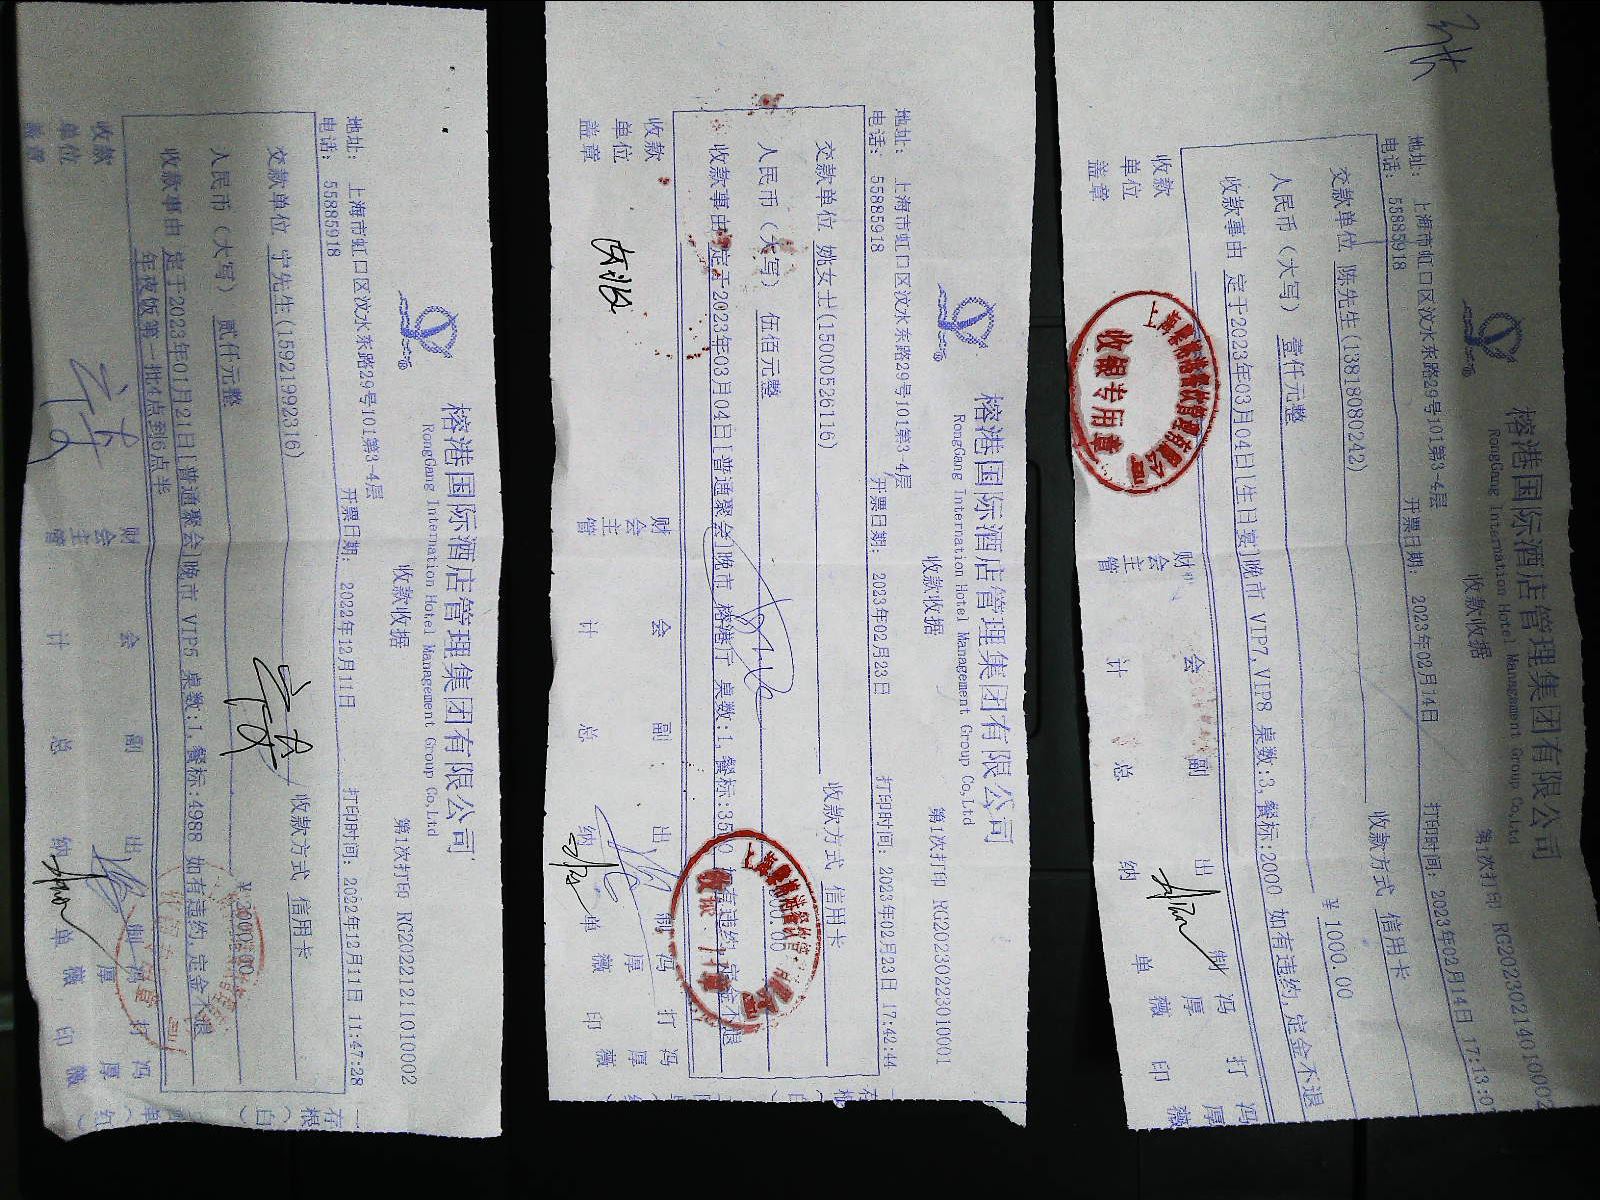 榕港国际酒店管理集团有限公司
RongGang International Hotel Management Group Co,Ltd
收款收据
第1次打印 RG20221211010002
地址: 上海市虹口区汶水东路29号101第3-4层
电话: 55885918
开票日期: 2022年12月11日
打印时间: 2022年12月11日 11:47:28
交款单位 宁先生(15921992316)
收款方式 信用卡
人民币(大写) 贰仟元整
¥ 2000.00
收款事由 定于2023年01月21日[普通聚会]晚市 VIP5 桌数:1,餐标:4988 如有违约,定金不退
年夜饭第一批4点到6点半
收款单位盖章
财会主管
会计
副总
出纳
制单 冯厚薇
打印 冯厚薇
榕港国际酒店管理集团有限公司
RongGang International Hotel Management Group Co,Ltd
收款收据
第1次打印 RG20230223010001
地址: 上海市虹口区汶水东路29号101第3-4层
电话: 55885918
开票日期: 2023年02月23日
打印时间: 2023年02月23日 17:42:44
交款单位 姚女士(15000526116)
收款方式 信用卡
人民币(大写) 伍佰元整
收款事由 定于2023年03月04日[普通聚会]晚市 榕港厅 桌数:1,餐标:35 如有违约,定金不退
收款单位盖章
财会主管
会计
副总
出纳
制单 冯厚薇
打印 冯厚薇
榕港国际酒店管理集团有限公司
RongGang International Hotel Management Group Co,Ltd
收款收据
第1次打印 RG20230214010002
地址: 上海市虹口区汶水东路29号101第3-4层
电话: 55885918
开票日期: 2023年02月14日
打印时间: 2023年02月14日 17:13:0
交款单位 陈先生(13818080242)
收款方式 信用卡
人民币(大写) 壹仟元整
¥ 1000.00
收款事由 定于2023年03月04日[生日宴]晚市 VIP7,VIP8 桌数:3,餐标:2000 如有违约,定金不退
收款单位盖章
收银专用章
财会主管
会计
副总
出纳
制单 冯厚薇
打印 冯厚薇